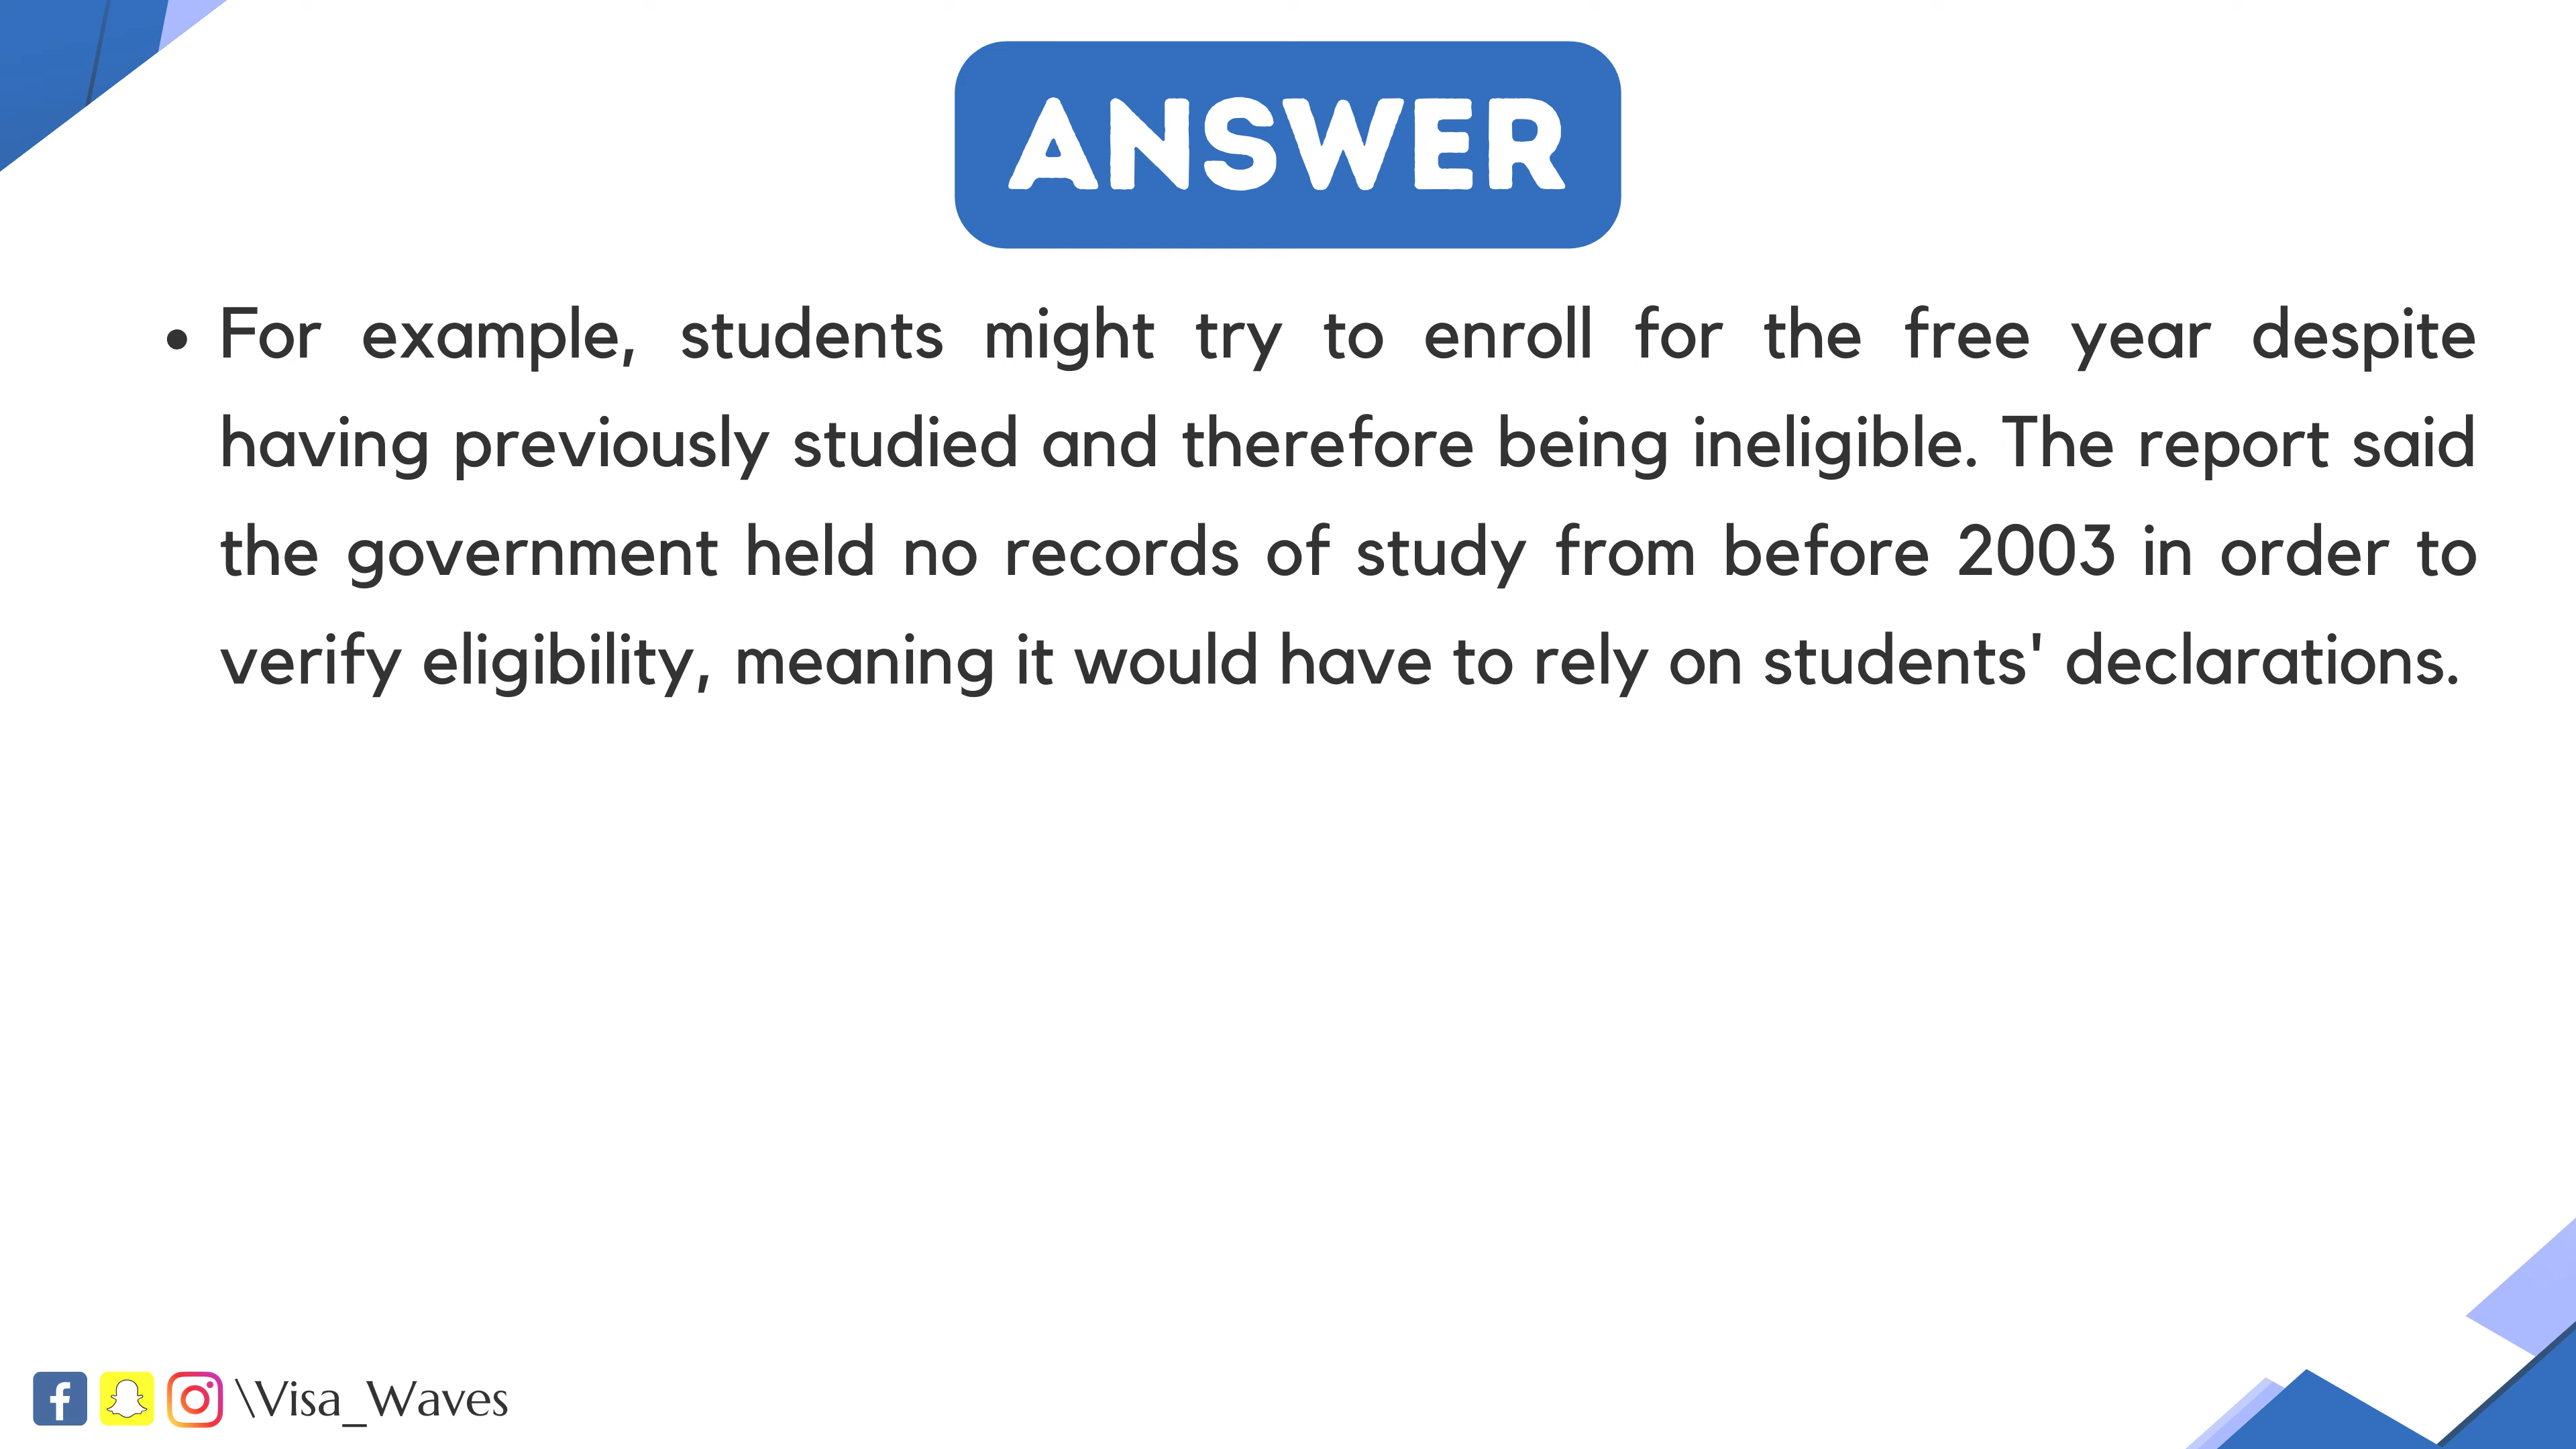 ANSWER
• For example, students might try to enroll for the free year despite
having previously studied and therefore being ineligible. The report said
the government held no records of study from before 2003 in order to
verify eligibility, meaning it would have to rely on students' declarations.
\Visa_Waves